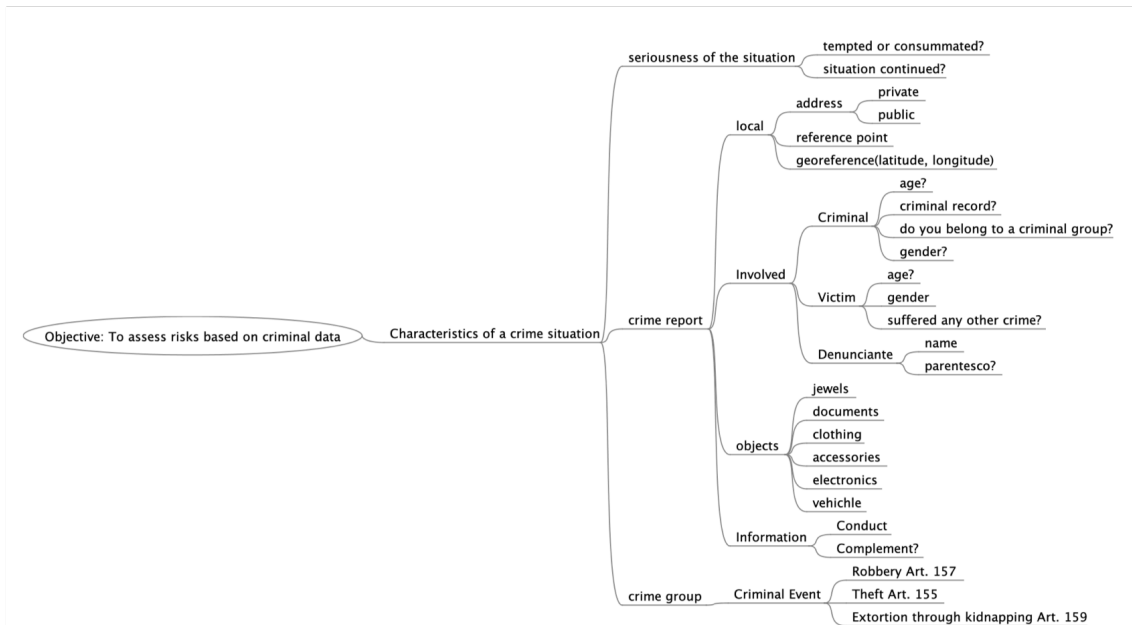 Objective: To assess risks based on criminal data
Characteristics of a crime situation
seriousness of the situation
tempted or consummated?
situation continued?
crime report
local
address
private
public
reference point
georeference(latitude, longitude)
Involved
Criminal
age?
criminal record?
do you belong to a criminal group?
gender?
Victim
age?
gender
suffered any other crime?
Denunciante
name
parentesco?
objects
jewels
documents
clothing
accessories
electronics
vehichle
Information
Conduct
Complement?
crime group
Criminal Event
Robbery Art. 157
Theft Art. 155
Extortion through kidnapping Art. 159